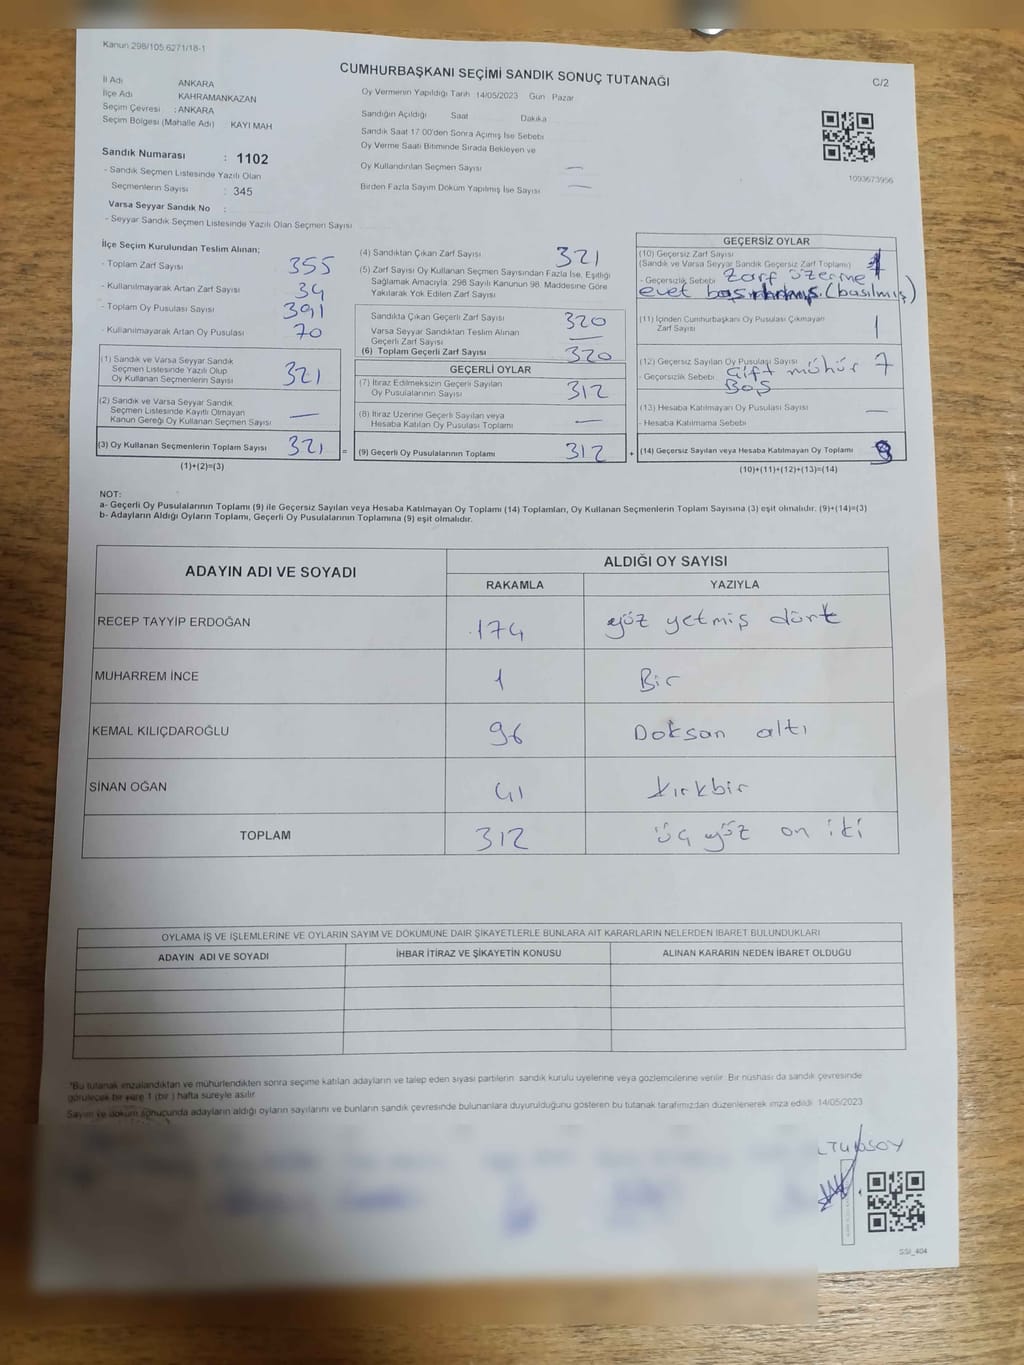 Kanun 298/105 6271/18-1
CUMHURBAŞKANI SEÇİMİ SANDIK SONUÇ TUTANAĞI
C/2
İl Adı ANKARA
İlçe Adı KAHRAMANKAZAN
Seçim Çevresi : ANKARA
Seçim Bölgesi (Mahalle Adı) KAYI MAH
Sandık Numarası : 1102
- Sandık Seçmen Listesinde Yazılı Olan
Seçmenlerin Sayısı : 345
Varsa Seyyar Sandık No :
- Seyyar Sandık Seçmen Listesinde Yazılı Olan Seçmen Sayısı
Oy Vermenin Yapıldığı Tarih 14/05/2023 Gün Pazar
Sandığın Açıldığı Saat Dakika
Sandık Saat 17 00'den Sonra Açılmış İse Sebebi
Oy Verme Saati Bitiminde Sırada Bekleyen ve
Oy Kullandırılan Seçmen Sayısı —
Birden Fazla Sayım Döküm Yapılmış İse Sayısı —
1093673956
İlçe Seçim Kurulundan Teslim Alınan;
- Toplam Zarf Sayısı 355
- Kullanılmayarak Artan Zarf Sayısı 34
- Toplam Oy Pusulası Sayısı 391
- Kullanılmayarak Artan Oy Pusulası 70
(1) Sandık ve Varsa Seyyar Sandık
Seçmen Listesinde Yazılı Olup
Oy Kullanan Seçmenlerin Sayısı 321
(2) Sandık ve Varsa Seyyar Sandık
Seçmen Listesinde Kayıtlı Olmayan
Kanun Gereği Oy Kullanan Seçmen Sayısı —
(3) Oy Kullanan Seçmenlerin Toplam Sayısı 321 =
(1)+(2)=(3)
(4) Sandıktan Çıkan Zarf Sayısı 321
(5) Zarf Sayısı Oy Kullanan Seçmen Sayısından Fazla İse, Eşitliği
Sağlamak Amacıyla; 298 Sayılı Kanunun 98. Maddesine Göre
Yakılarak Yok Edilen Zarf Sayısı
Sandıkta Çıkan Geçerli Zarf Sayısı 320
Varsa Seyyar Sandıktan Teslim Alınan
Geçerli Zarf Sayısı —
(6) Toplam Geçerli Zarf Sayısı 320
GEÇERLİ OYLAR
(7) İtiraz Edilmeksizin Geçerli Sayılan
Oy Pusulalarının Sayısı 312
(8) İtiraz Üzerine Geçerli Sayılan veya
Hesaba Katılan Oy Pusulası Toplamı —
(9) Geçerli Oy Pusulalarının Toplamı 312 +
GEÇERSİZ OYLAR
(10) Geçersiz Zarf Sayısı
(Sandık ve Varsa Seyyar Sandık Geçersiz Zarf Toplamı) 1
- Geçersizlik Sebebi Zarf üzerine
evet (basılmış)
(11) İçinden Cumhurbaşkanı Oy Pusulası Çıkmayan
Zarf Sayısı 1
(12) Geçersiz Sayılan Oy Pusulası Sayısı 7
- Geçersizlik Sebebi Çift mühür
Boş
(13) Hesaba Katılmayan Oy Pusulası Sayısı —
- Hesaba Katılmama Sebebi
(14) Geçersiz Sayılan veya Hesaba Katılmayan Oy Toplamı
(10)+(11)+(12)+(13)=(14)
NOT:
a- Geçerli Oy Pusulalarının Toplamı (9) ile Geçersiz Sayılan veya Hesaba Katılmayan Oy Toplamı (14) Toplamları, Oy Kullanan Seçmenlerin Toplam Sayısına (3) eşit olmalıdır. (9)+(14)=(3)
b- Adayların Aldığı Oyların Toplamı, Geçerli Oy Pusulalarının Toplamına (9) eşit olmalıdır.
ADAYIN ADI VE SOYADI ALDIĞI OY SAYISI
RAKAMLA YAZIYLA
RECEP TAYYİP ERDOĞAN 174 yüz yetmiş dört
MUHARREM İNCE 1 Bir
KEMAL KILIÇDAROĞLU 96 Doksan altı
SİNAN OĞAN 41 Kırkbir
TOPLAM 312 üç yüz on iki
OYLAMA İŞ VE İŞLEMLERİNE VE OYLARIN SAYIM VE DÖKÜMÜNE DAİR ŞİKAYETLERLE BUNLARA AİT KARARLARIN NELERDEN İBARET BULUNDUKLARI
ADAYIN ADI VE SOYADI İHBAR İTİRAZ VE ŞİKAYETİN KONUSU ALINAN KARARIN NEDEN İBARET OLDUĞU
*Bu tutanak imzalandıktan ve mühürlendikten sonra seçime katılan adayların ve talep eden siyasi partilerin sandık kurulu üyelerine veya gözlemcilerine verilir. Bir nüshası da sandık çevresinde
görülecek bir yere 1 (bir) hafta süreyle asılır
Sayım ve döküm sonucunda adayların aldığı oyların sayılarını ve bunların sandık çevresinde bulunanlara duyurulduğunu gösteren bu tutanak tarafımızdan düzenlenerek imza edildi. 14/05/2023
SSI_404